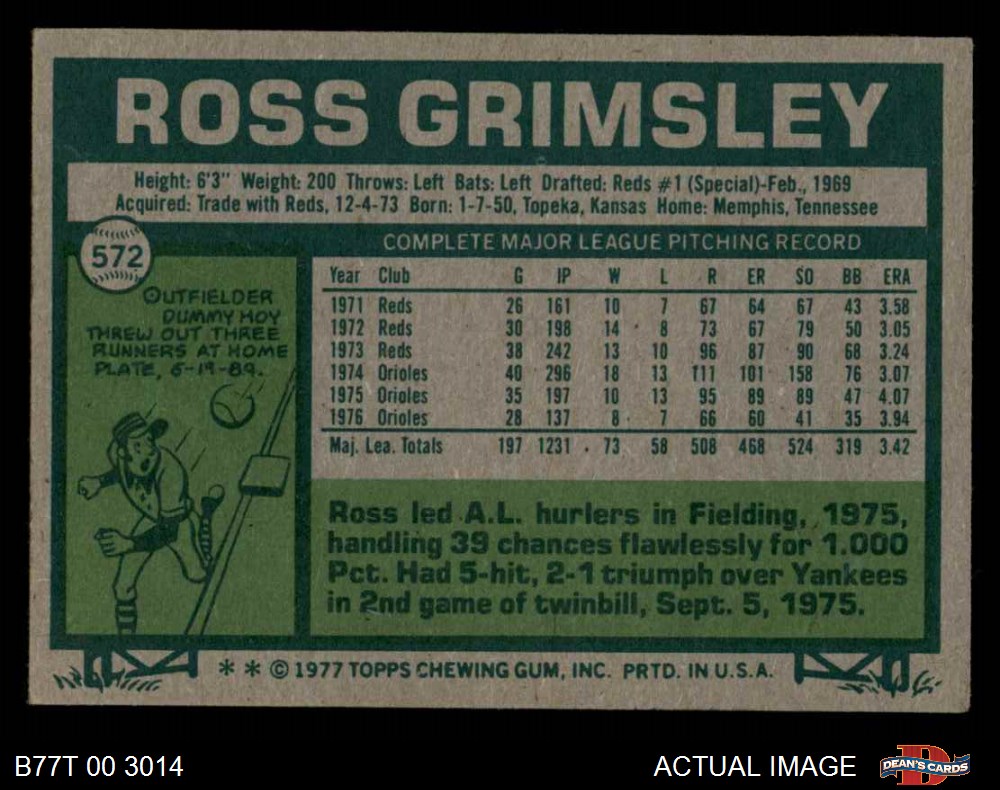 ROSS GRIMSLEY
Height: 6'3" Weight: 200 Throws: Left Bats: Left Drafted: Reds #1 (Special)-Feb., 1969
Acquired: Trade with Reds, 12-4-73 Born: 1-7-50, Topeka, Kansas Home: Memphis, Tennessee
572
OUTFIELDER
DUMMY HOY
THREW OUT THREE
RUNNERS AT HOME
PLATE, 6-19-89.
COMPLETE MAJOR LEAGUE PITCHING RECORD
Year Club G IP W L R ER SO BB ERA
1971 Reds 26 161 10 7 67 64 67 43 3.58
1972 Reds 30 198 14 8 73 67 79 50 3.05
1973 Reds 38 242 13 10 96 87 90 68 3.24
1974 Orioles 40 296 18 13 111 101 158 76 3.07
1975 Orioles 35 197 10 13 95 89 89 47 4.07
1976 Orioles 28 137 8 7 66 60 41 35 3.94
Maj. Lea. Totals 197 1231 73 58 508 468 524 319 3.42
Ross led A.L. hurlers in Fielding, 1975,
handling 39 chances flawlessly for 1.000
Pct. Had 5-hit, 2-1 triumph over Yankees
in 2nd game of twinbill, Sept. 5, 1975.
* * © 1977 TOPPS CHEWING GUM, INC. PRTD. IN U.S.A.
B77T 00 3014
ACTUAL IMAGE
DEAN'S CARDS